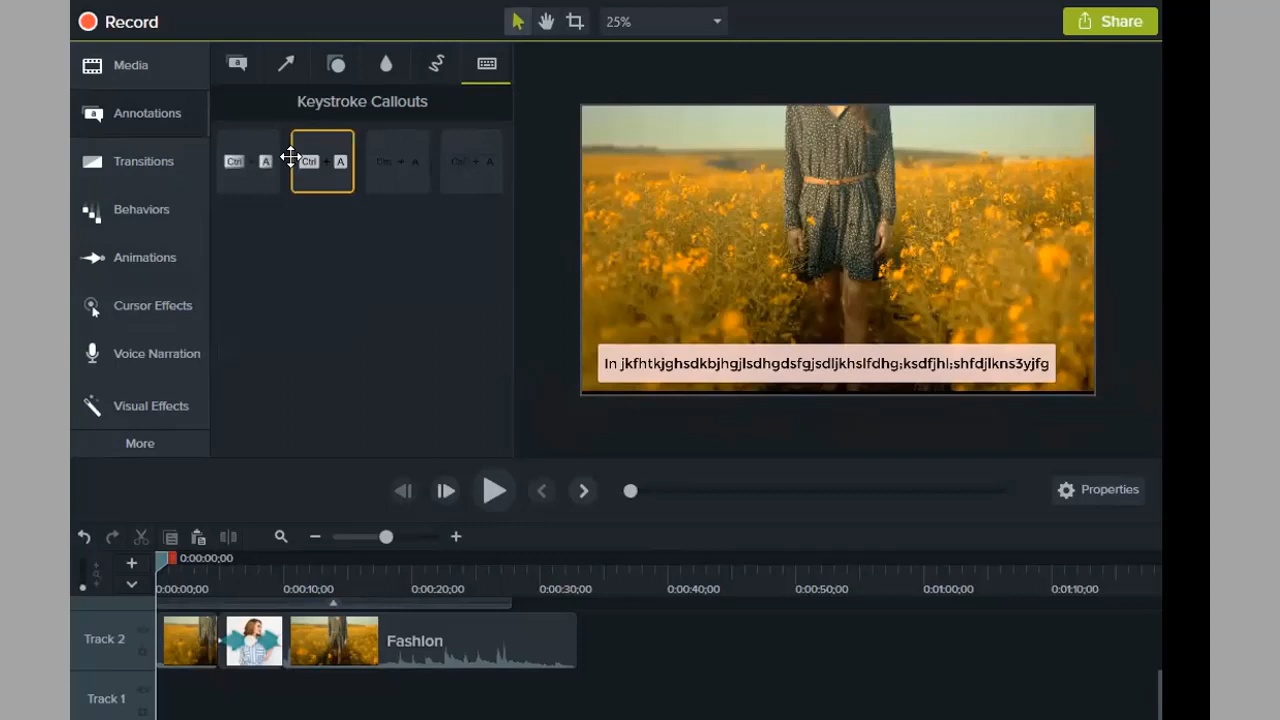 Record
25%
Share
Media
Annotations
Transitions
Behaviors
Animations
Cursor Effects
Voice Narration
Visual Effects
More
Keystroke Callouts
Ctrl + A
Ctrl + A
Ctrl + A
Ctrl + A
In jkfhtkjghsdkbjhgjlsdhgdsfgjsdljkhslfdhg;ksdfjhl;shfdjlkns3yjfg
Properties
0:00:00;00
0:00:00;00
0:00:10;00
0:00:20;00
0:00:30;00
0:00:40;00
0:00:50;00
0:01:00;00
0:01:10;00
Track 2
Fashion
Track 1